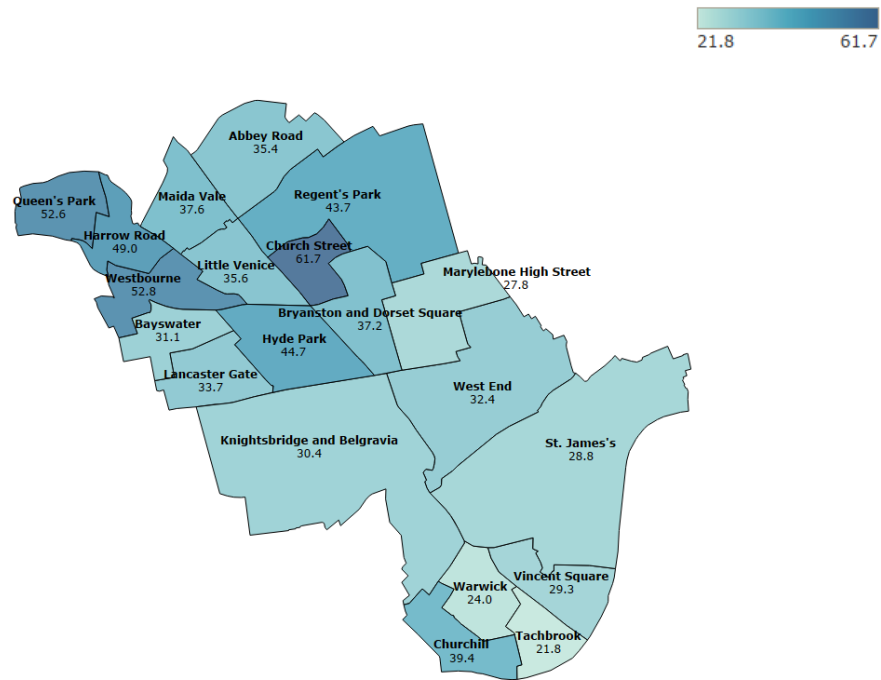 21.8 61.7
Abbey Road
35.4
Maida Vale
37.6
Regent's Park
43.7
Queen's Park
52.6
Harrow Road
49.0
Church Street
61.7
Little Venice
35.6
Marylebone High Street
27.8
Westbourne
52.8
Bryanston and Dorset Square
37.2
Bayswater
31.1
Hyde Park
44.7
Lancaster Gate
33.7
West End
32.4
Knightsbridge and Belgravia
30.4
St. James's
28.8
Vincent Square
29.3
Warwick
24.0
Tachbrook
21.8
Churchill
39.4